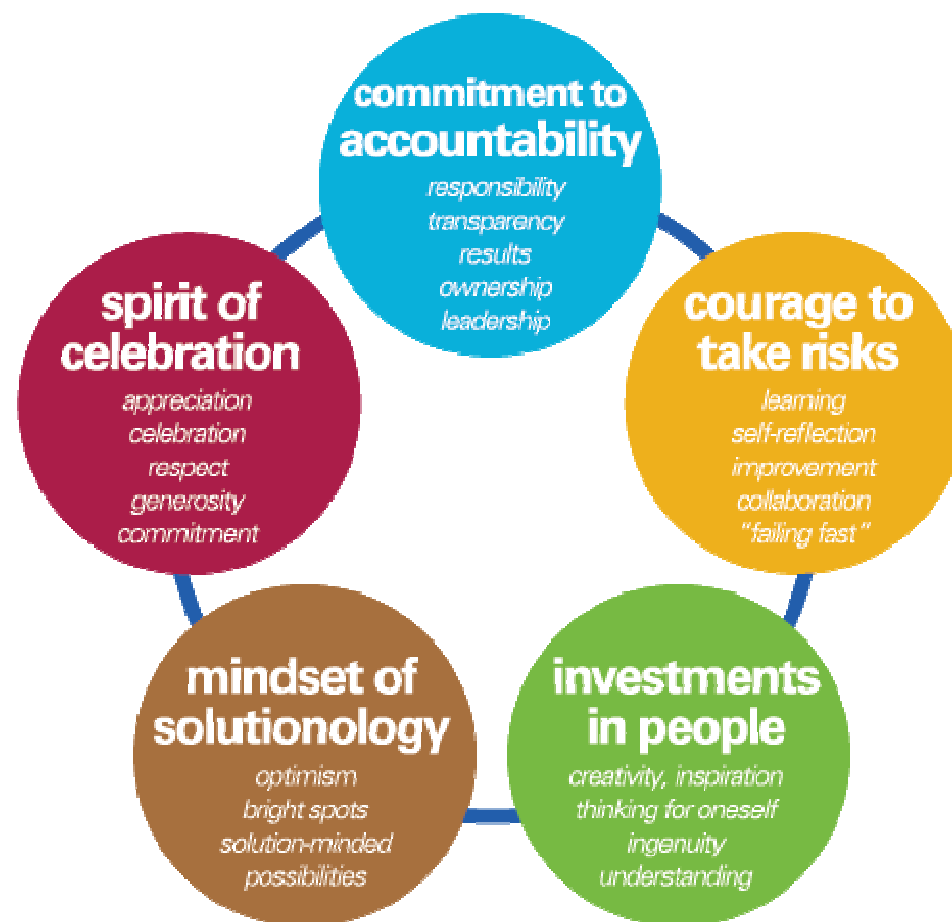 commitment to
accountability
responsibility
transparency
results
ownership
leadership
courage to
take risks
learning
self-reflection
improvement
collaboration
"failing fast"
investments
in people
creativity, inspiration
thinking for oneself
ingenuity
understanding
mindset of
solutionology
optimism
bright spots
solution-minded
possibilities
spirit of
celebration
appreciation
celebration
respect
generosity
commitment